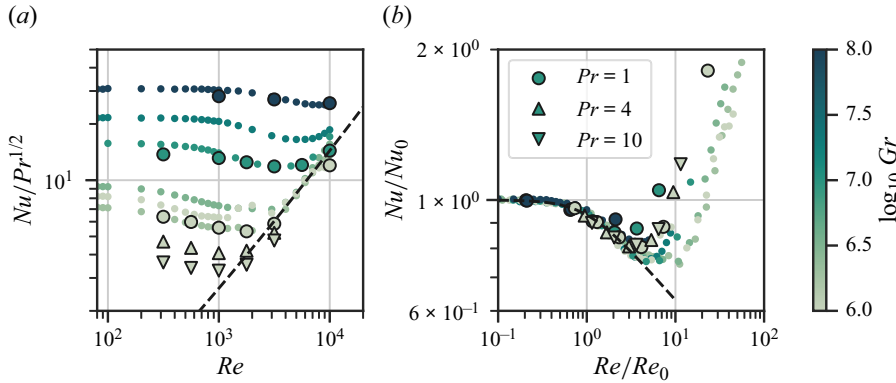 (a)
(b)
Nu/Pr^{1/2}
10^1
10^2
10^3
10^4
Re
Nu/Nu_0
2 × 10^0
1 × 10^0
6 × 10^{−1}
Pr = 1
Pr = 4
Pr = 10
10^{−1}
10^0
10^1
10^2
Re/Re_0
8.0
7.5
7.0
6.5
6.0
log_{10} Gr